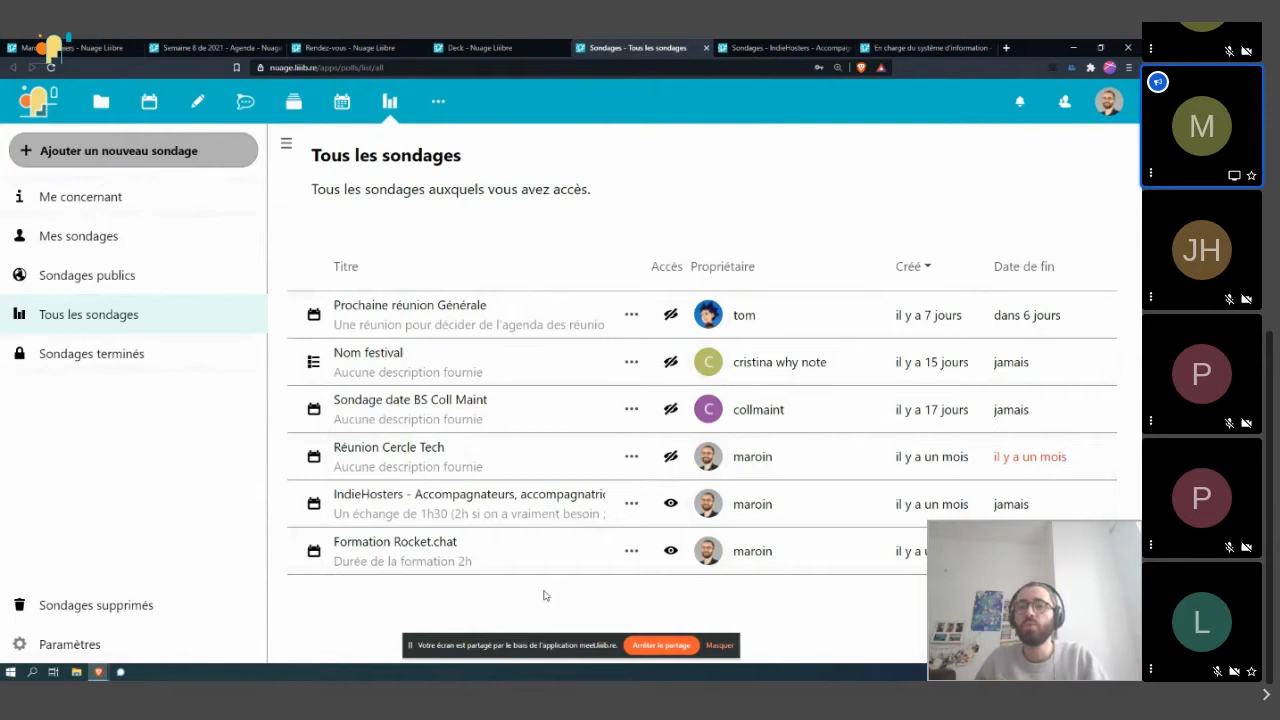 Semaine 8 de 2021 - Agenda - Nuag
Rendez-vous - Nuage Liiibre
Deck - Nuage Liiibre
Sondages - Tous les sondages
Sondages - IndieHosters - Accompag
En charge du système d'information -
nuage.liiib.re/apps/polls/list/all
Ajouter un nouveau sondage
Me concernant
Mes sondages
Sondages publics
Tous les sondages
Sondages terminés
Sondages supprimés
Paramètres
Tous les sondages
Tous les sondages auxquels vous avez accès.
Titre Accès Propriétaire Créé Date de fin
Prochaine réunion Générale
Une réunion pour décider de l'agenda des réunio
tom il y a 7 jours dans 6 jours
Nom festival
Aucune description fournie
C cristina why note il y a 15 jours jamais
Sondage date BS Coll Maint
Aucune description fournie
C collmaint il y a 17 jours jamais
Réunion Cercle Tech
Aucune description fournie
maroin il y a un mois il y a un mois
IndieHosters - Accompagnateurs, accompagnatric
Un échange de 1h30 (2h si on a vraiment besoin ;
maroin il y a un mois jamais
Formation Rocket.chat
Durée de la formation 2h
maroin il y a
Votre écran est partagé par le biais de l'application meet.liiib.re. Arrêter le partage Masquer
M
JH
P
P
L